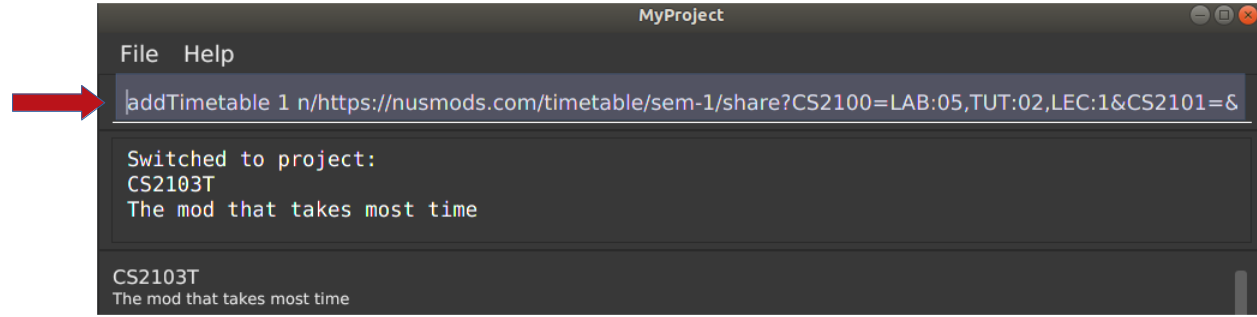 MyProject
File Help
addTimetable 1 n/https://nusmods.com/timetable/sem-1/share?CS2100=LAB:05,TUT:02,LEC:1&CS2101=&
Switched to project:
CS2103T
The mod that takes most time
CS2103T
The mod that takes most time